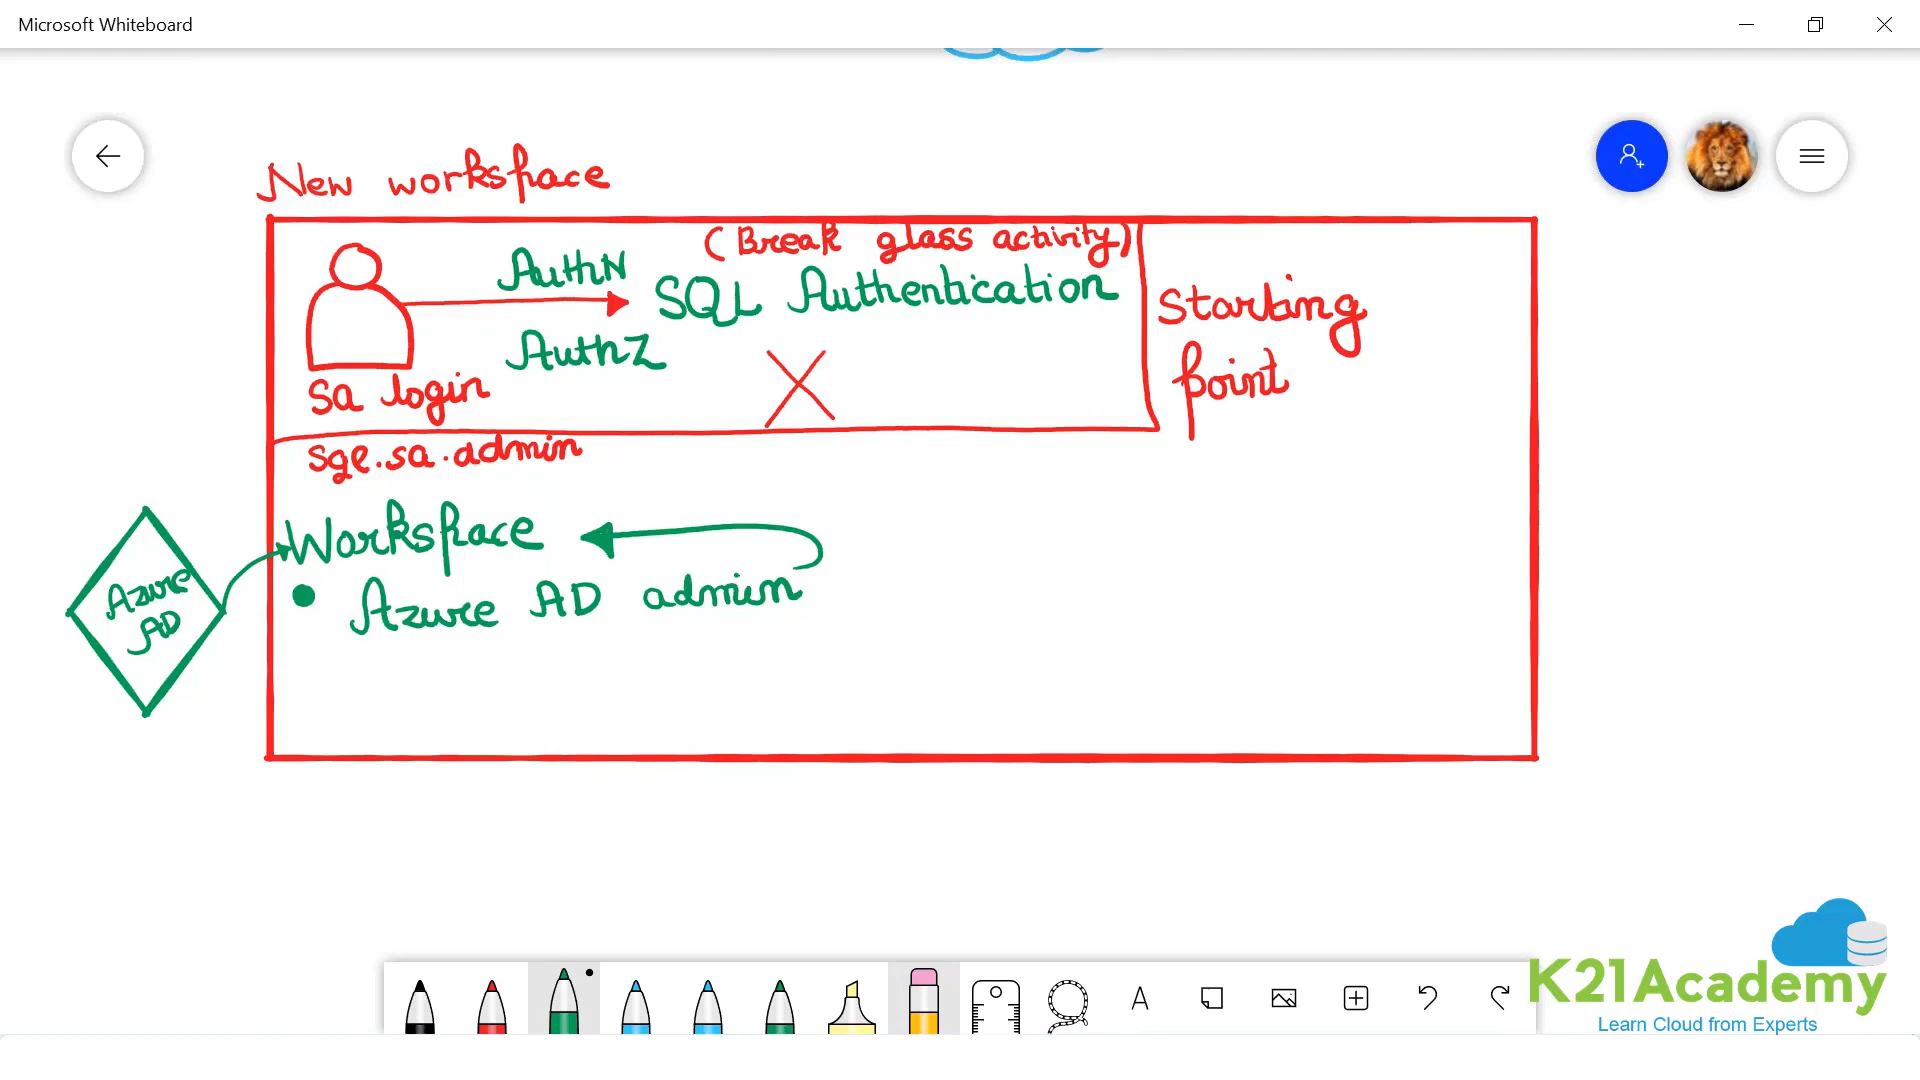 Microsoft Whiteboard
New workspace
(Break glass activity)
AuthN
SQL Authentication
AuthZ
Starting
point
Sa login
sqe.sa.admin
Workspace
Azure
AD
• Azure AD admin
A
K21Academy
Learn Cloud from Experts